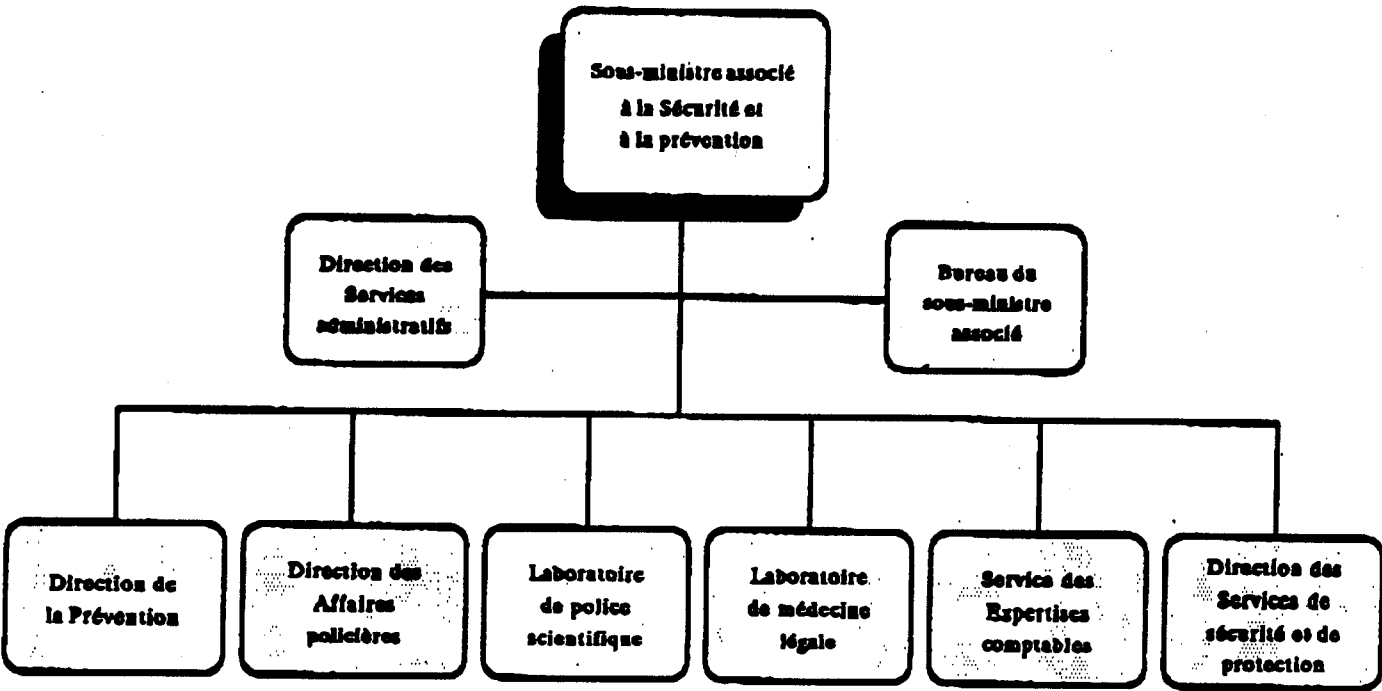 Sous-ministre associé
à la Sécurité et
à la prévention
Direction des
Services
administratifs
Bureau du
sous-ministre
associé
Direction de
la Prévention
Direction des
Affaires
policières
Laboratoire
de police
scientifique
Laboratoire
de médecine
légale
Service des
Expertises
comptables
Direction des
Services de
sécurité et de
protection